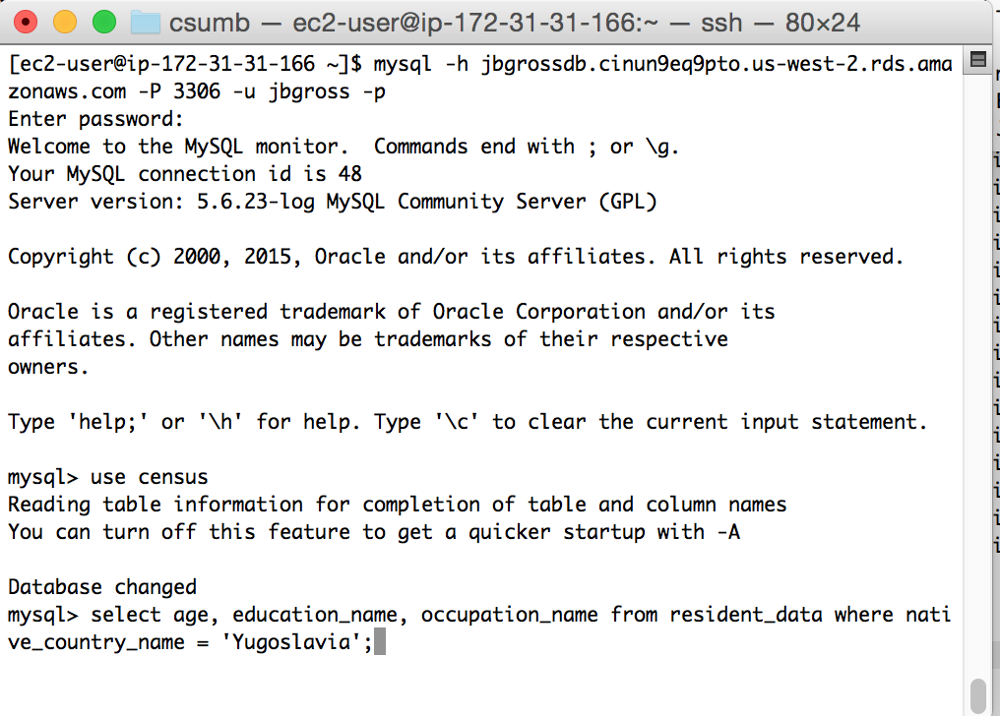 csumb — ec2-user@ip-172-31-31-166:~ — ssh — 80×24
[ec2-user@ip-172-31-31-166 ~]$ mysql -h jbgrossdb.cinun9eq9pto.us-west-2.rds.ama
zonaws.com -P 3306 -u jbgross -p
Enter password:
Welcome to the MySQL monitor.  Commands end with ; or \g.
Your MySQL connection id is 48
Server version: 5.6.23-log MySQL Community Server (GPL)
Copyright (c) 2000, 2015, Oracle and/or its affiliates. All rights reserved.
Oracle is a registered trademark of Oracle Corporation and/or its
affiliates. Other names may be trademarks of their respective
owners.
Type 'help;' or '\h' for help. Type '\c' to clear the current input statement.
mysql> use census
Reading table information for completion of table and column names
You can turn off this feature to get a quicker startup with -A
Database changed
mysql> select age, education_name, occupation_name from resident_data where nati
ve_country_name = 'Yugoslavia';